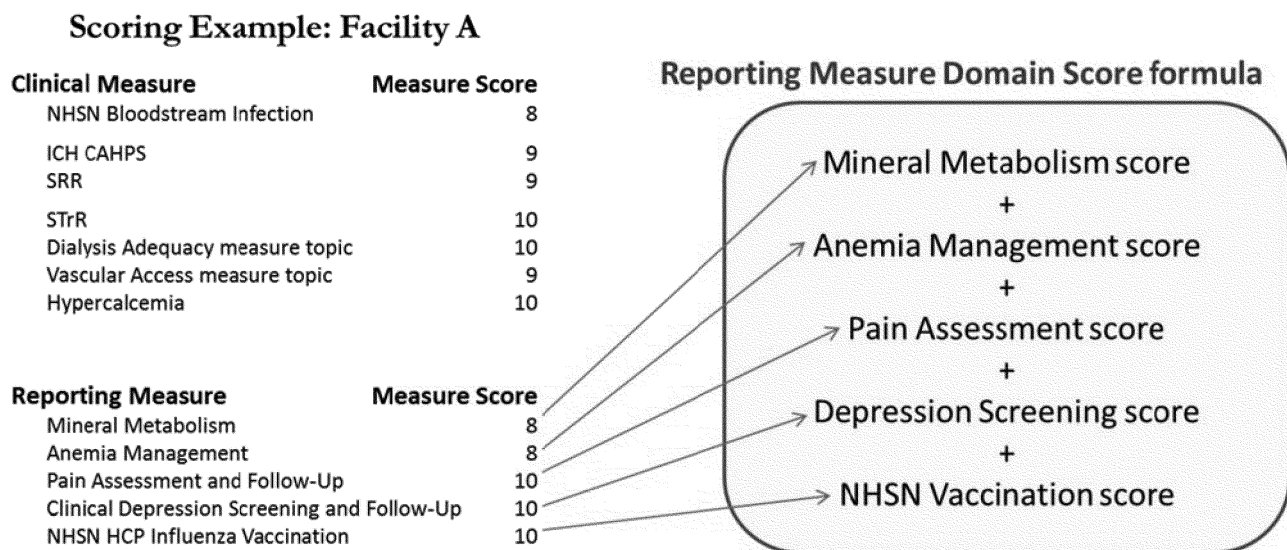 Scoring Example: Facility A
Clinical Measure Measure Score
NHSN Bloodstream Infection 8
ICH CAHPS 9
SRR 9
STrR 10
Dialysis Adequacy measure topic 10
Vascular Access measure topic 9
Hypercalcemia 10
Reporting Measure Measure Score
Mineral Metabolism 8
Anemia Management 8
Pain Assessment and Follow-Up 10
Clinical Depression Screening and Follow-Up 10
NHSN HCP Influenza Vaccination 10
Reporting Measure Domain Score formula
Mineral Metabolism score
+
Anemia Management score
+
Pain Assessment score
+
Depression Screening score
+
NHSN Vaccination score